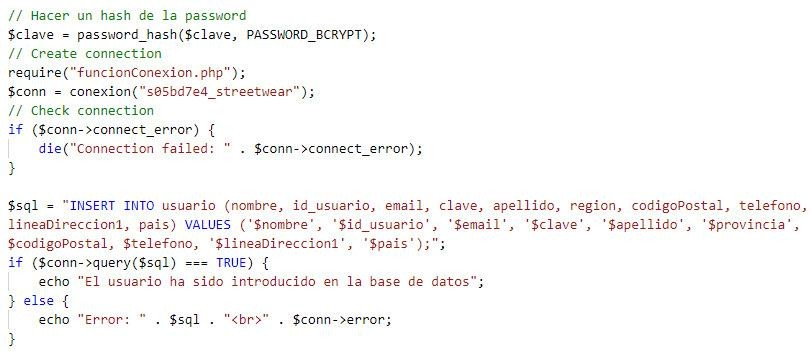 // Hacer un hash de la password
$clave = password_hash($clave, PASSWORD_BCRYPT);
// Create connection
require("funcionConexion.php");
$conn = conexion("s05bd7e4_streetwear");
// Check connection
if ($conn->connect_error) {
    die("Connection failed: " . $conn->connect_error);
}

$sql = "INSERT INTO usuario (nombre, id_usuario, email, clave, apellido, region, codigoPostal, telefono,
lineaDireccion1, pais) VALUES ('$nombre', '$id_usuario', '$email', '$clave', '$apellido', '$provincia',
$codigoPostal, $telefono, '$lineaDireccion1', '$pais');";
if ($conn->query($sql) === TRUE) {
    echo "El usuario ha sido introducido en la base de datos";
} else {
    echo "Error: " . $sql . "<br>" . $conn->error;
}